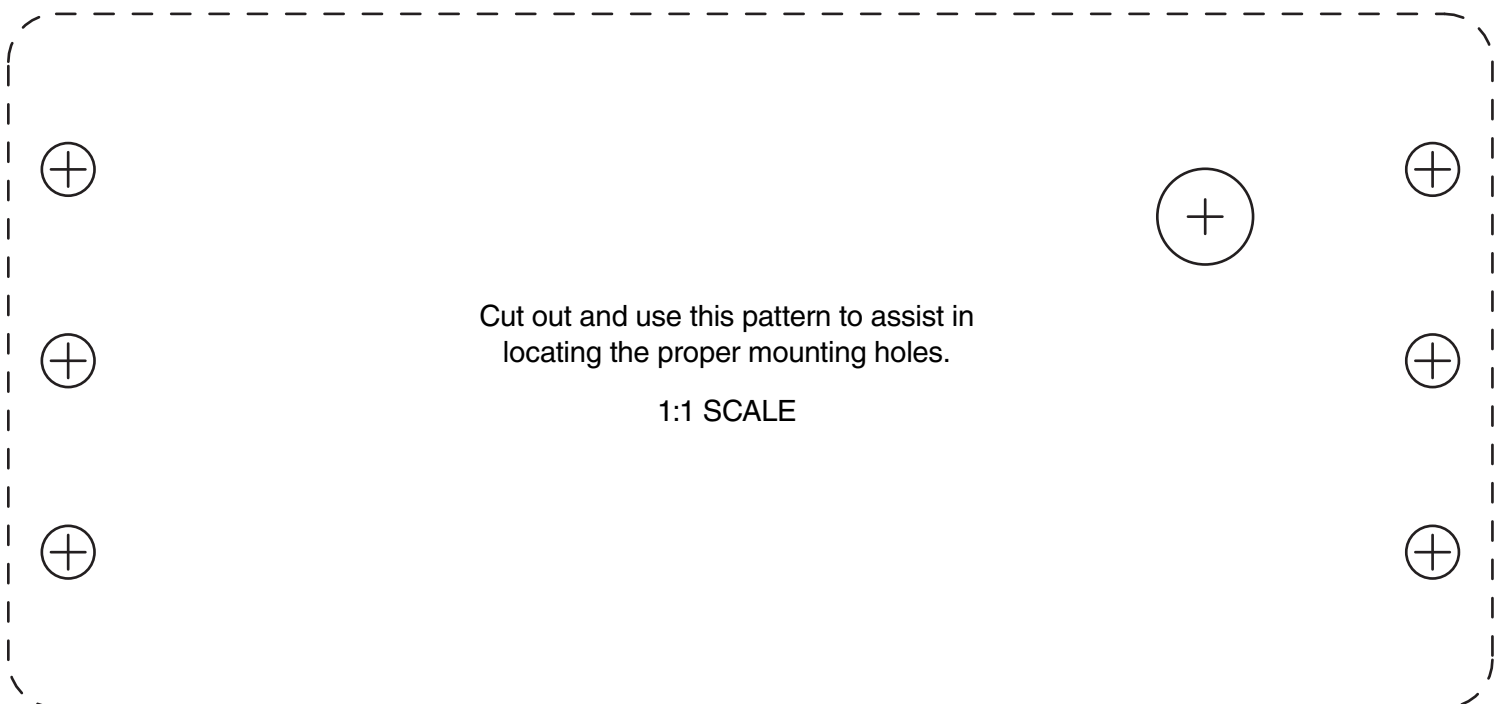 Cut out and use this pattern to assist in
locating the proper mounting holes.
1:1 SCALE